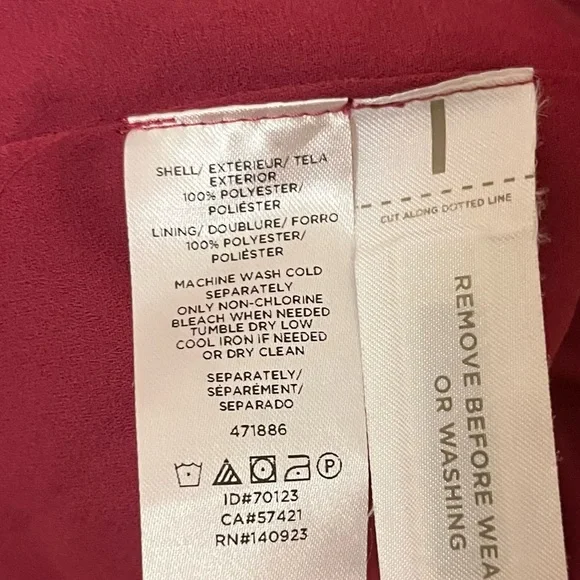 SHELL/ EXTÉRIEUR/ TELA
EXTERIOR
100% POLYESTER/
POLIÉSTER
LINING/ DOUBLURE/ FORRO
100% POLYESTER/
POLIÉSTER
MACHINE WASH COLD
SEPARATELY
ONLY NON-CHLORINE
BLEACH WHEN NEEDED
TUMBLE DRY LOW
COOL IRON IF NEEDED
OR DRY CLEAN
SEPARATELY/
SÉPARÉMENT/
SEPARADO
471886
P
ID#70123
CA#57421
RN#140923
CUT ALONG DOTTED LINE
REMOVE BEFORE WEA
OR WASHING